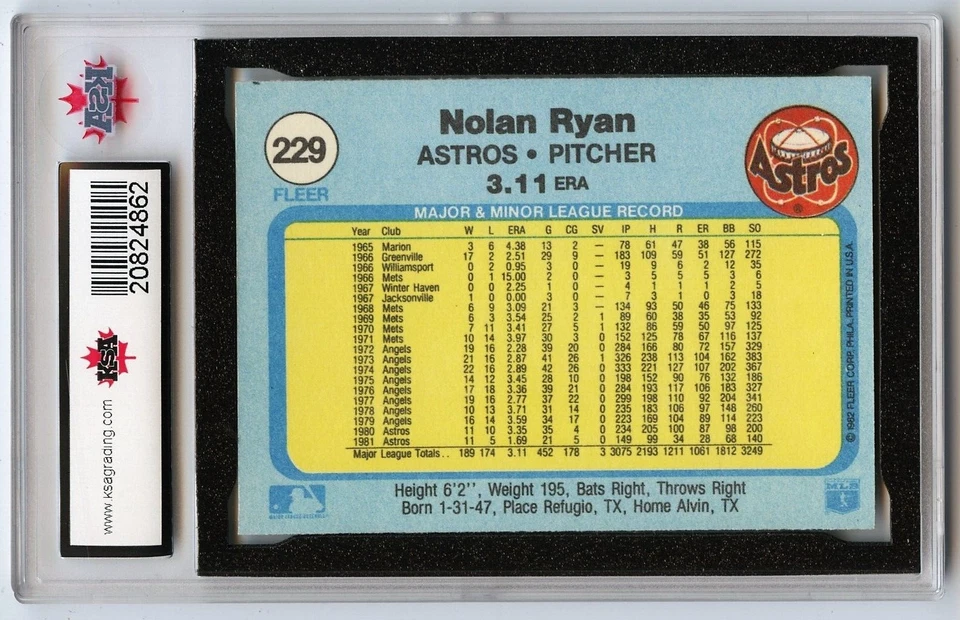 KSA
20824862
KSA
www.ksagrading.com
229
FLEER
Nolan Ryan
ASTROS • PITCHER
3.11 ERA
Astros
®
MAJOR & MINOR LEAGUE RECORD
Year Club W L ERA G CG SV IP H R ER BB SO
1965 Marion 3 6 4.38 13 2 — 78 61 47 38 56 115
1966 Greenville 17 2 2.51 29 9 — 183 109 59 51 127 272
1966 Williamsport 0 2 0.95 3 0 — 19 9 6 2 12 35
1966 Mets 0 1 15.00 2 0 — 3 5 5 5 3 6
1967 Winter Haven 0 0 2.25 1 0 — 4 1 1 1 2 5
1967 Jacksonville 1 0 0.00 3 0 — 7 3 1 0 3 18
1968 Mets 6 9 3.09 21 3 — 134 93 50 46 75 133
1969 Mets 6 3 3.54 25 2 1 89 60 38 35 53 92
1970 Mets 7 11 3.41 27 5 1 132 86 59 50 97 125
1971 Mets 10 14 3.97 30 3 0 152 125 78 67 116 137
1972 Angels 19 16 2.28 39 20 0 284 166 80 72 157 329
1973 Angels 21 16 2.87 41 26 1 326 238 113 104 162 383
1974 Angels 22 16 2.89 42 26 0 333 221 127 107 202 367
1975 Angels 14 12 3.45 28 10 0 198 152 90 76 132 186
1976 Angels 17 18 3.36 39 21 0 284 193 117 106 183 327
1977 Angels 19 16 2.77 37 22 0 299 198 110 92 204 341
1978 Angels 10 13 3.71 31 14 0 235 183 106 97 148 260
1979 Angels 16 14 3.59 34 17 0 223 169 104 89 114 223
1980 Astros 11 10 3.35 35 4 0 234 205 100 87 98 200
1981 Astros 11 5 1.69 21 5 0 149 99 34 28 68 140
Major League Totals.. 189 174 3.11 452 178 3 3075 2193 1211 1061 1812 3249
© 1982 FLEER CORP. PHILA. PRINTED IN U.S.A.
Height 6'2'', Weight 195, Bats Right, Throws Right
Born 1-31-47, Place Refugio, TX, Home Alvin, TX
MLB